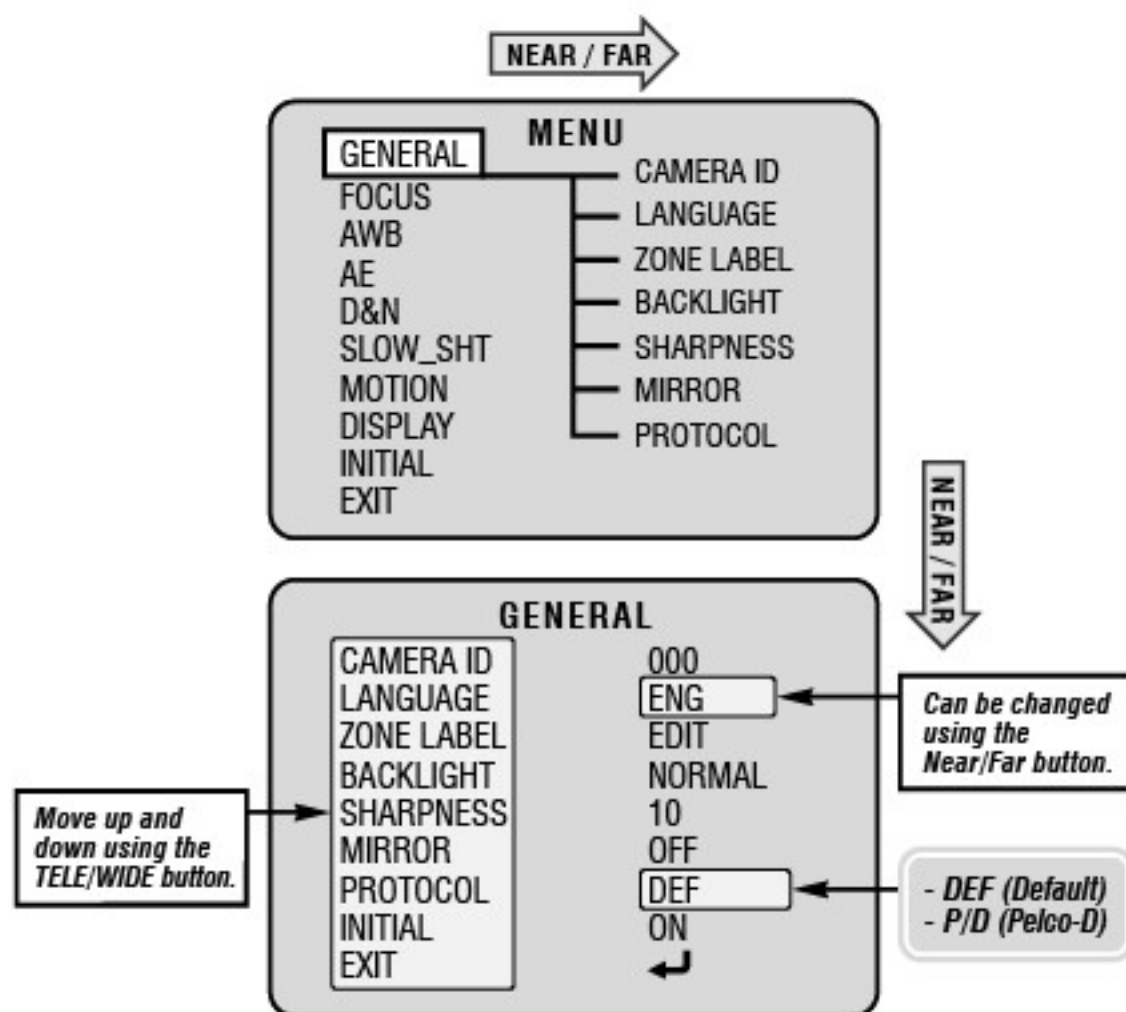 NEAR / FAR
MENU
GENERAL
FOCUS
AWB
AE
D&N
SLOW_SHT
MOTION
DISPLAY
INITIAL
EXIT
CAMERA ID
LANGUAGE
ZONE LABEL
BACKLIGHT
SHARPNESS
MIRROR
PROTOCOL
NEAR / FAR
GENERAL
CAMERA ID 000
LANGUAGE ENG
ZONE LABEL EDIT
BACKLIGHT NORMAL
SHARPNESS 10
MIRROR OFF
PROTOCOL DEF
INITIAL ON
EXIT
Can be changed
using the
Near/Far button.
Move up and
down using the
TELE/WIDE button.
- DEF (Default)
- P/D (Pelco-D)